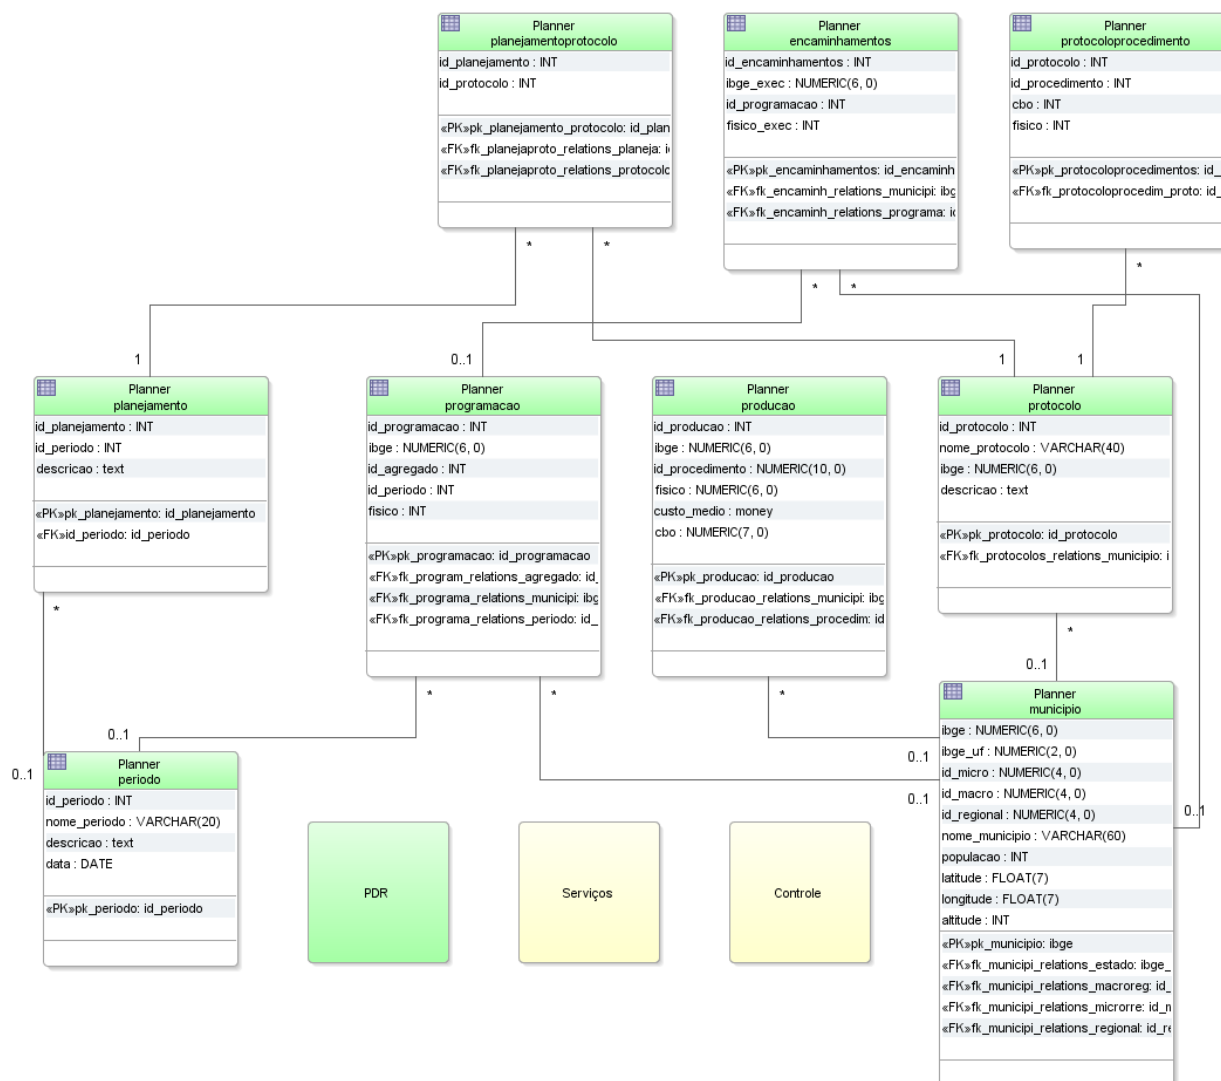 Planner
planejamentoprotocolo
id_planejamento : INT
id_protocolo : INT
«PK»pk_planejamento_protocolo: id_plan
«FK»fk_planejaproto_relations_planeja: i
«FK»fk_planejaproto_relations_protocolo
Planner
encaminhamentos
id_encaminhamentos : INT
ibge_exec : NUMERIC(6, 0)
id_programacao : INT
fisico_exec : INT
«PK»pk_encaminhamentos: id_encaminh
«FK»fk_encaminh_relations_municipi: ibg
«FK»fk_encaminh_relations_programa: i
Planner
protocoloprocedimento
id_protocolo : INT
id_procedimento : INT
cbo : INT
fisico : INT
«PK»pk_protocoloprocedimentos: id_
«FK»fk_protocoloprocedim_proto: id_
*
*
*
*
*
1
0..1
1
1
Planner
planejamento
id_planejamento : INT
id_periodo : INT
descricao : text
«PK»pk_planejamento: id_planejamento
«FK»id_periodo: id_periodo
Planner
programacao
id_programacao : INT
ibge : NUMERIC(6, 0)
id_agregado : INT
id_periodo : INT
fisico : INT
«PK»pk_programacao: id_programacao
«FK»fk_program_relations_agregado: id_
«FK»fk_programa_relations_municipi: ibg
«FK»fk_programa_relations_periodo: id_
Planner
producao
id_producao : INT
ibge : NUMERIC(6, 0)
id_procedimento : NUMERIC(10, 0)
fisico : NUMERIC(6, 0)
custo_medio : money
cbo : NUMERIC(7, 0)
«PK»pk_producao: id_producao
«FK»fk_producao_relations_municipi: ibg
«FK»fk_producao_relations_procedim: id
Planner
protocolo
id_protocolo : INT
nome_protocolo : VARCHAR(40)
ibge : NUMERIC(6, 0)
descricao : text
«PK»pk_protocolo: id_protocolo
«FK»fk_protocolos_relations_municipio: i
*
*
*
*
*
0..1
0..1
0..1
0..1
0..1
0..1
Planner
periodo
id_periodo : INT
nome_periodo : VARCHAR(20)
descricao : text
data : DATE
«PK»pk_periodo: id_periodo
PDR
Serviços
Controle
Planner
municipio
ibge : NUMERIC(6, 0)
ibge_uf : NUMERIC(2, 0)
id_micro : NUMERIC(4, 0)
id_macro : NUMERIC(4, 0)
id_regional : NUMERIC(4, 0)
nome_municipio : VARCHAR(60)
populacao : INT
latitude : FLOAT(7)
longitude : FLOAT(7)
altitude : INT
«PK»pk_municipio: ibge
«FK»fk_municipi_relations_estado: ibge_
«FK»fk_municipi_relations_macroreg: id_
«FK»fk_municipi_relations_microrre: id_n
«FK»fk_municipi_relations_regional: id_re